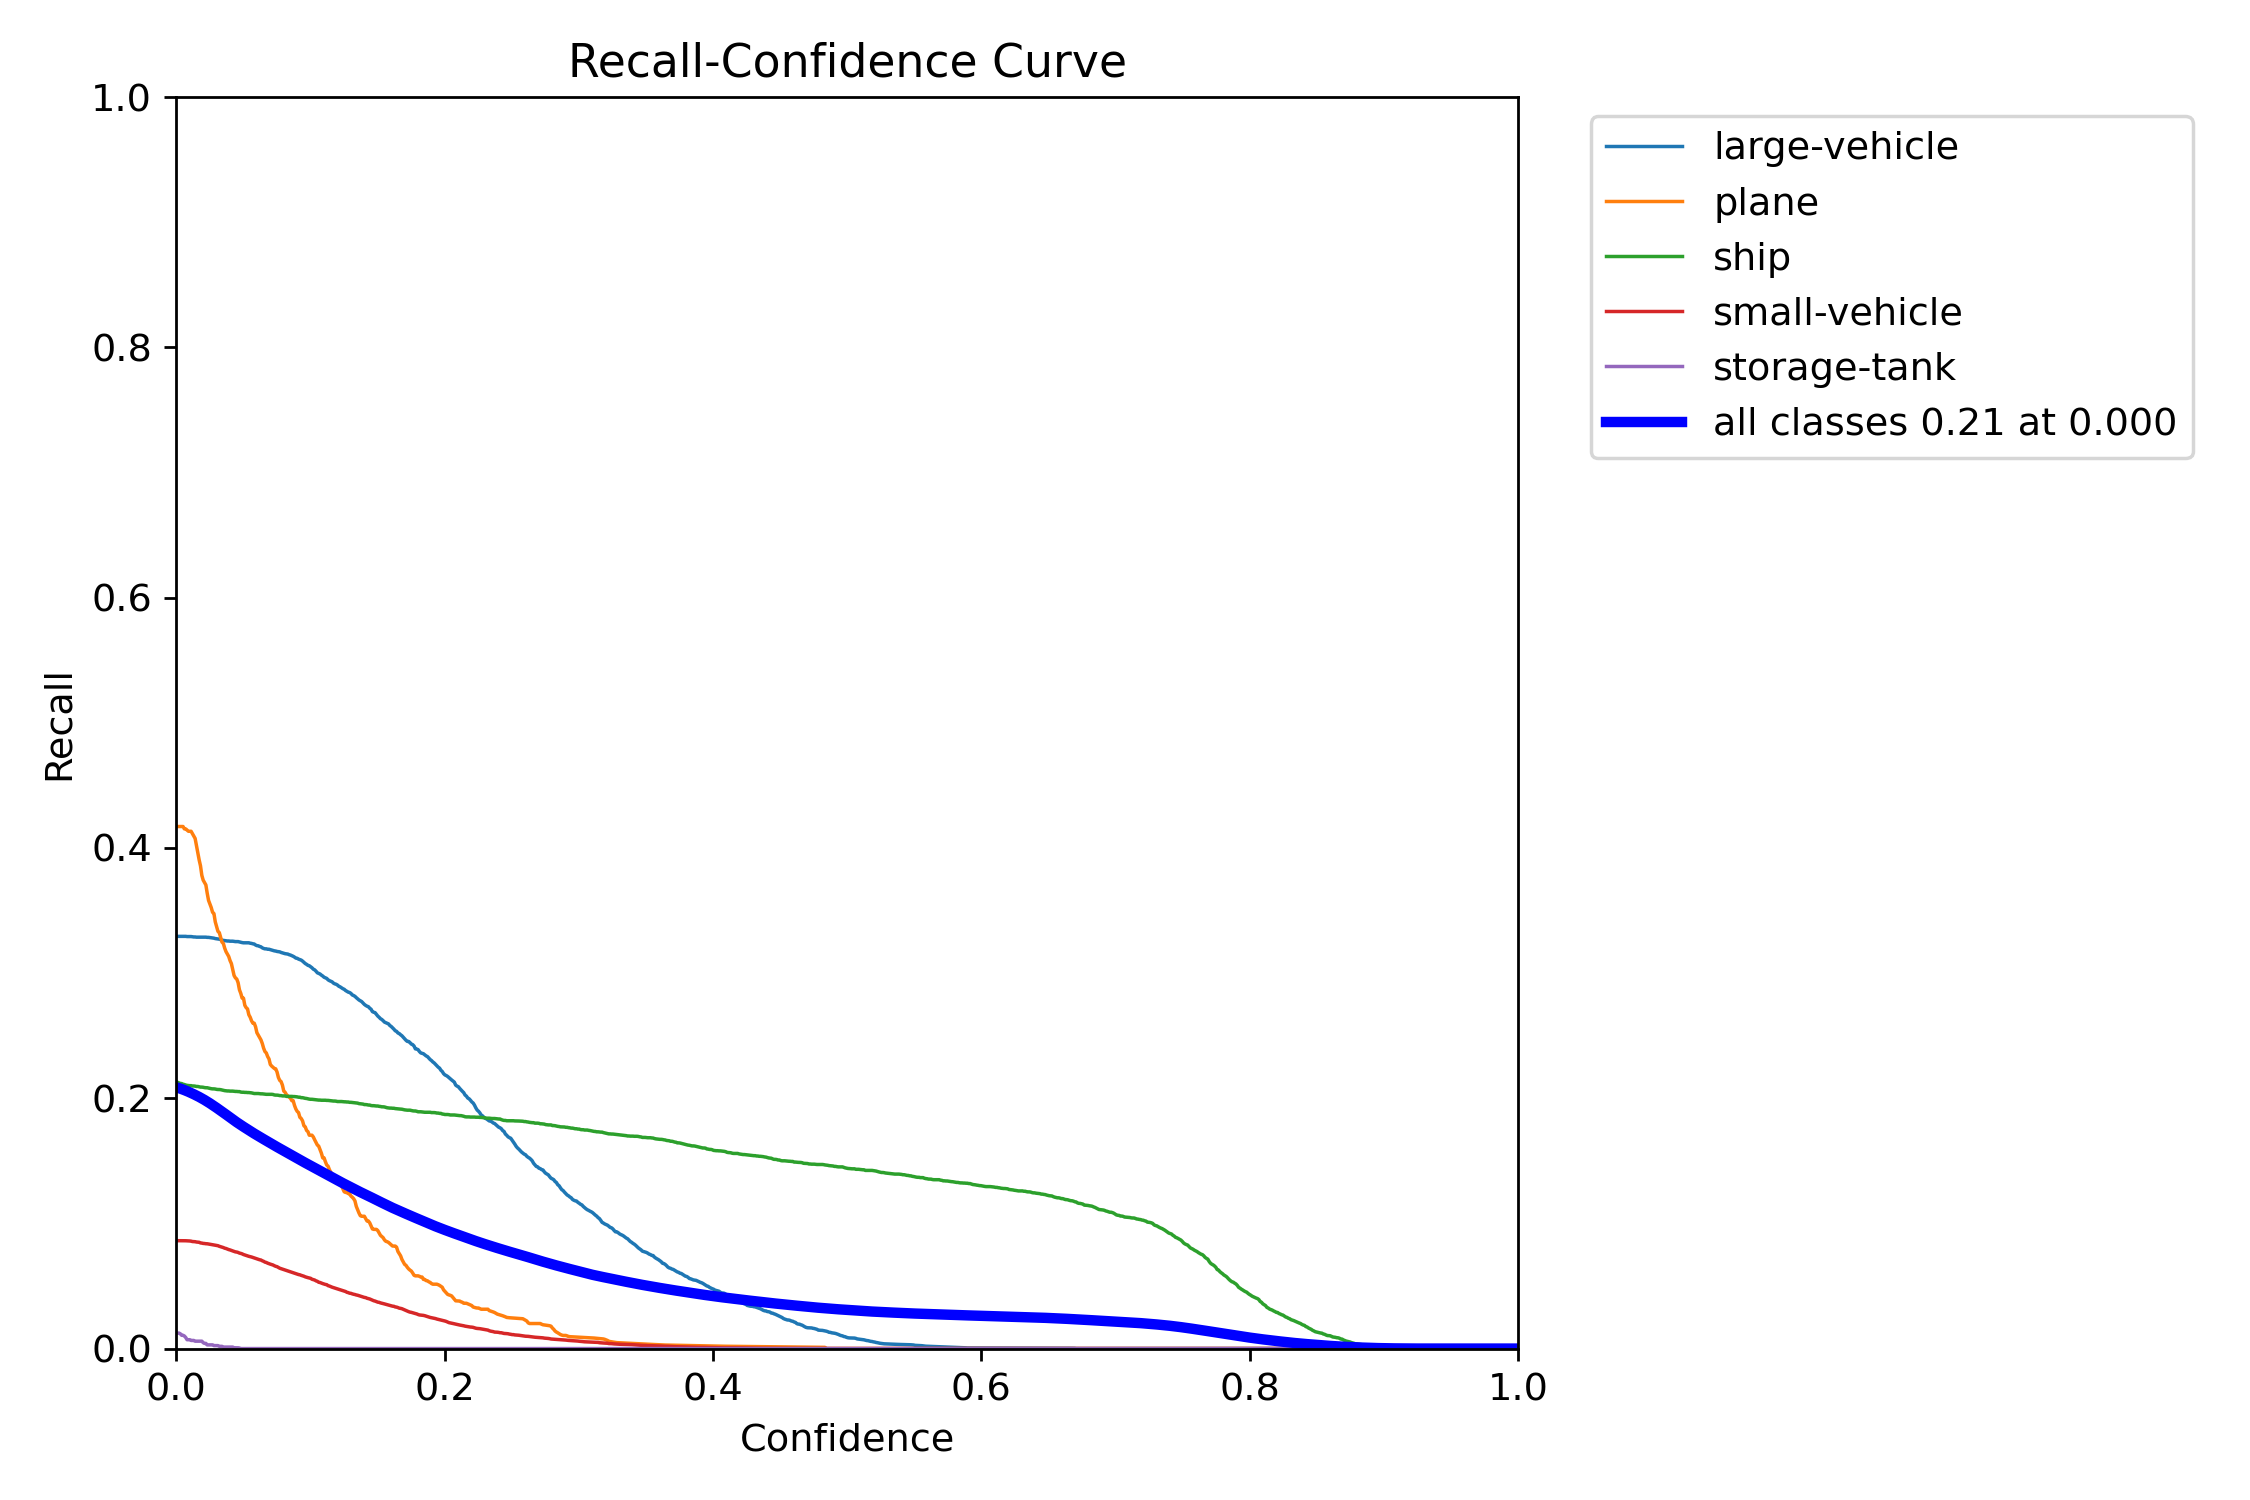 Recall-Confidence Curve
1.0
0.8
0.6
0.4
0.2
0.0
Recall
0.0 0.2 0.4 0.6 0.8 1.0
Confidence
large-vehicle
plane
ship
small-vehicle
storage-tank
all classes 0.21 at 0.000